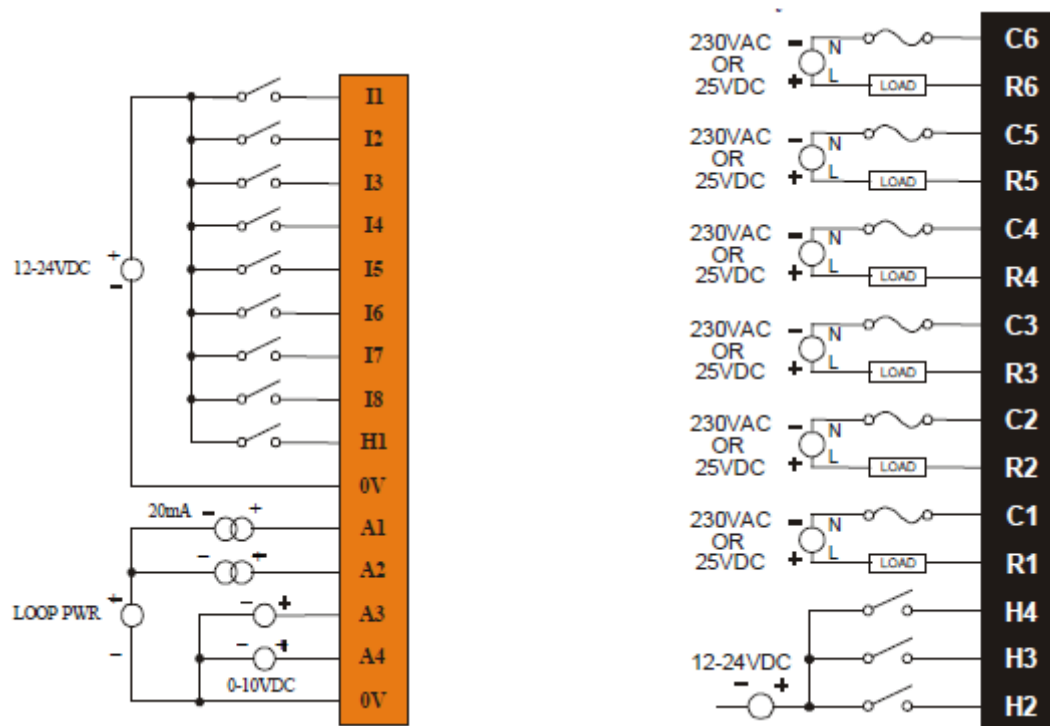 I1
I2
I3
I4
12-24VDC
+
-
I5
I6
I7
I8
H1
0V
20mA - + A1
- + A2
LOOP PWR
+
-
- + A3
- + A4
0-10VDC
0V
230VAC - N C6
OR
25VDC + L LOAD R6
230VAC - N C5
OR
25VDC + L LOAD R5
230VAC - N C4
OR
25VDC + L LOAD R4
230VAC - N C3
OR
25VDC + L LOAD R3
230VAC - N C2
OR
25VDC + L LOAD R2
230VAC - N C1
OR
25VDC + L LOAD R1
H4
12-24VDC H3
- + H2